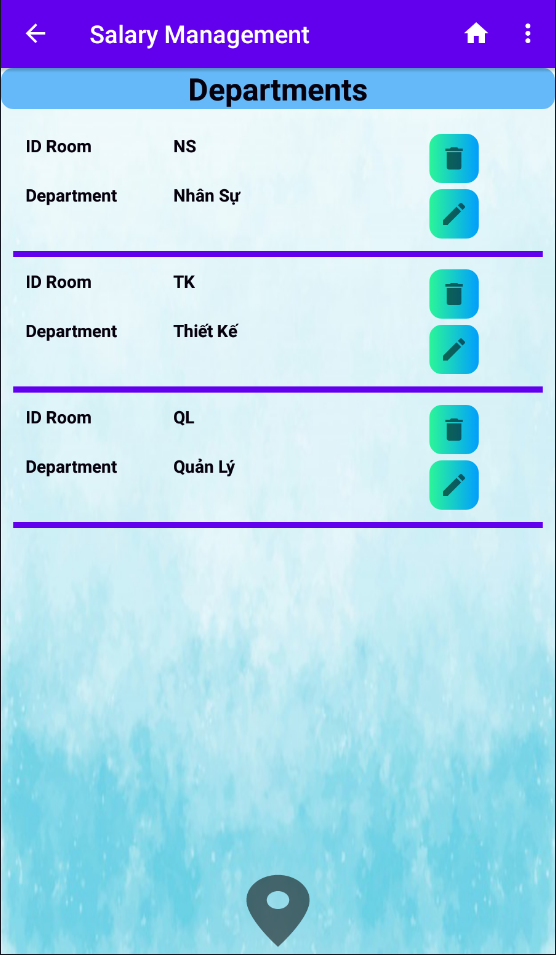 Salary Management
Departments
ID Room NS
Department Nhân Sự
ID Room TK
Department Thiết Kế
ID Room QL
Department Quản Lý